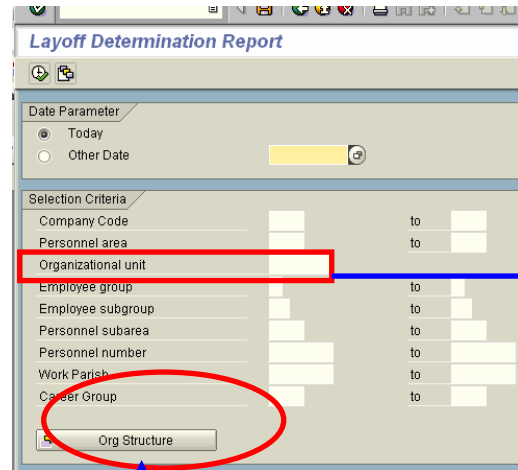 Layoff Determination Report
Date Parameter
Today
Other Date
Selection Criteria
Company Code to
Personnel area to
Organizational unit
Employee group to
Employee subgroup to
Personnel subarea to
Personnel number to
Work Parish to
Career Group to
Org Structure